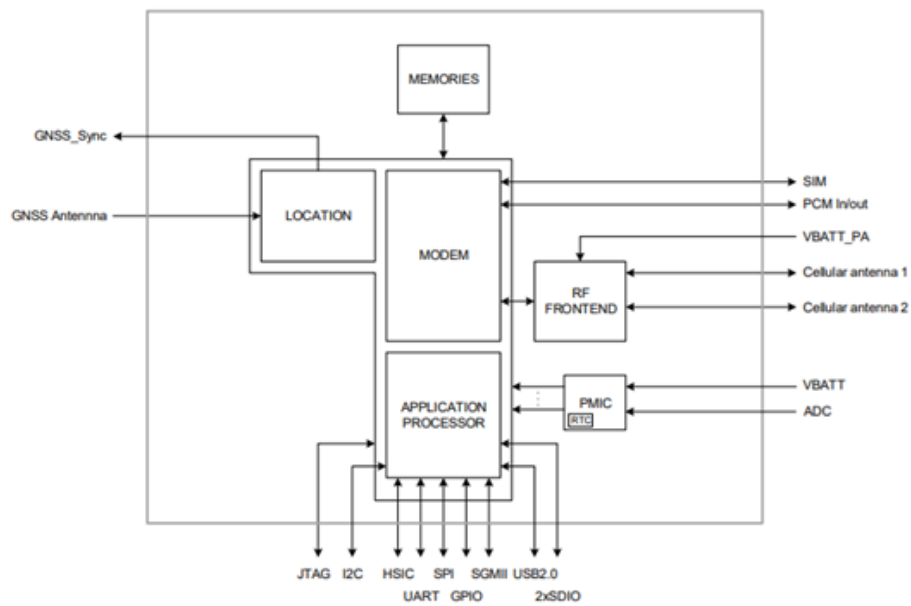 MEMORIES
GNSS_Sync
SIM
GNSS Antennna
LOCATION
PCM In/out
VBATT_PA
MODEM
Cellular antenna 1
RF
FRONTEND
Cellular antenna 2
VBATT
PMIC
APPLICATION
PROCESSOR
ADC
RTC
JTAG I2C HSIC SPI SGMII USB2.0
UART GPIO 2xSDIO